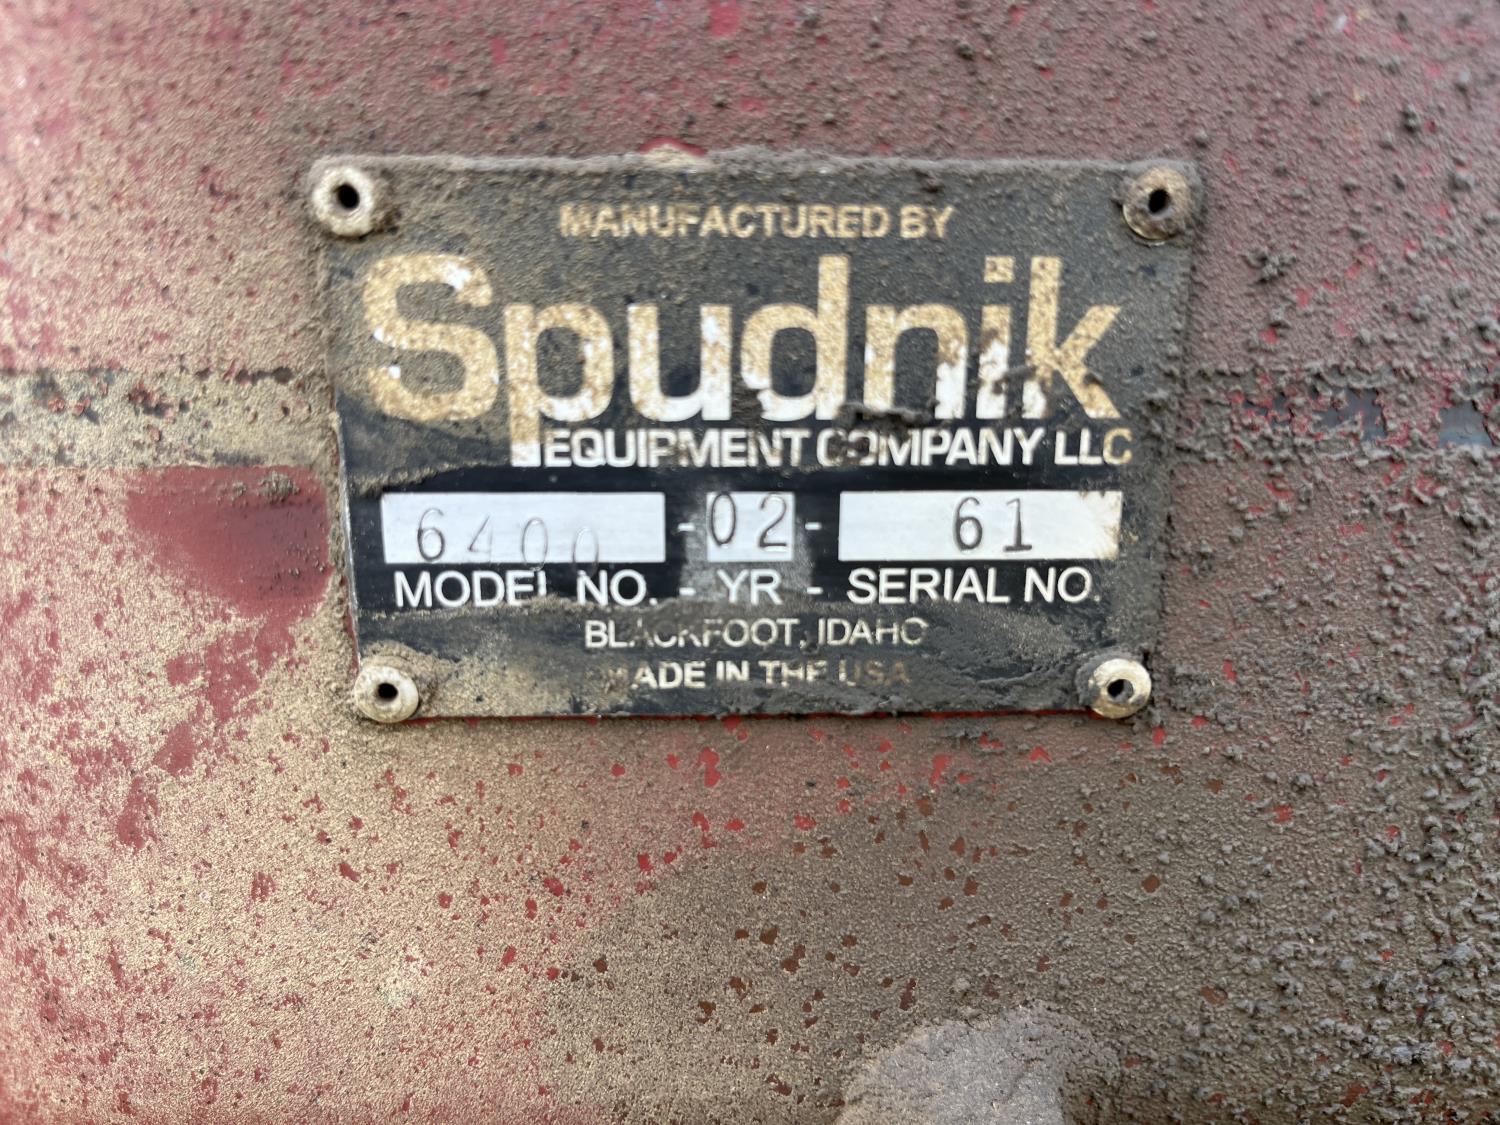 MANUFACTURED BY
Spudnik
EQUIPMENT COMPANY LLC
6400 - 02 - 61
MODEL NO. - YR - SERIAL NO.
BLACKFOOT, IDAHO
MADE IN THE USA